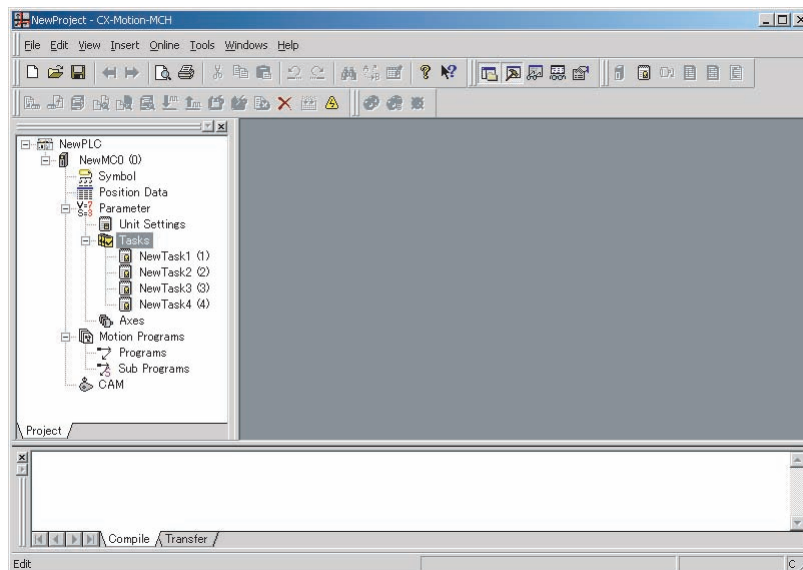 NewProject - CX-Motion-MCH
File Edit View Insert Online Tools Windows Help
NewPLC
NewMC0 (0)
Symbol
Position Data
Parameter
Unit Settings
Tasks
NewTask1 (1)
NewTask2 (2)
NewTask3 (3)
NewTask4 (4)
Axes
Motion Programs
Programs
Sub Programs
CAM
Project
Compile Transfer
Edit C